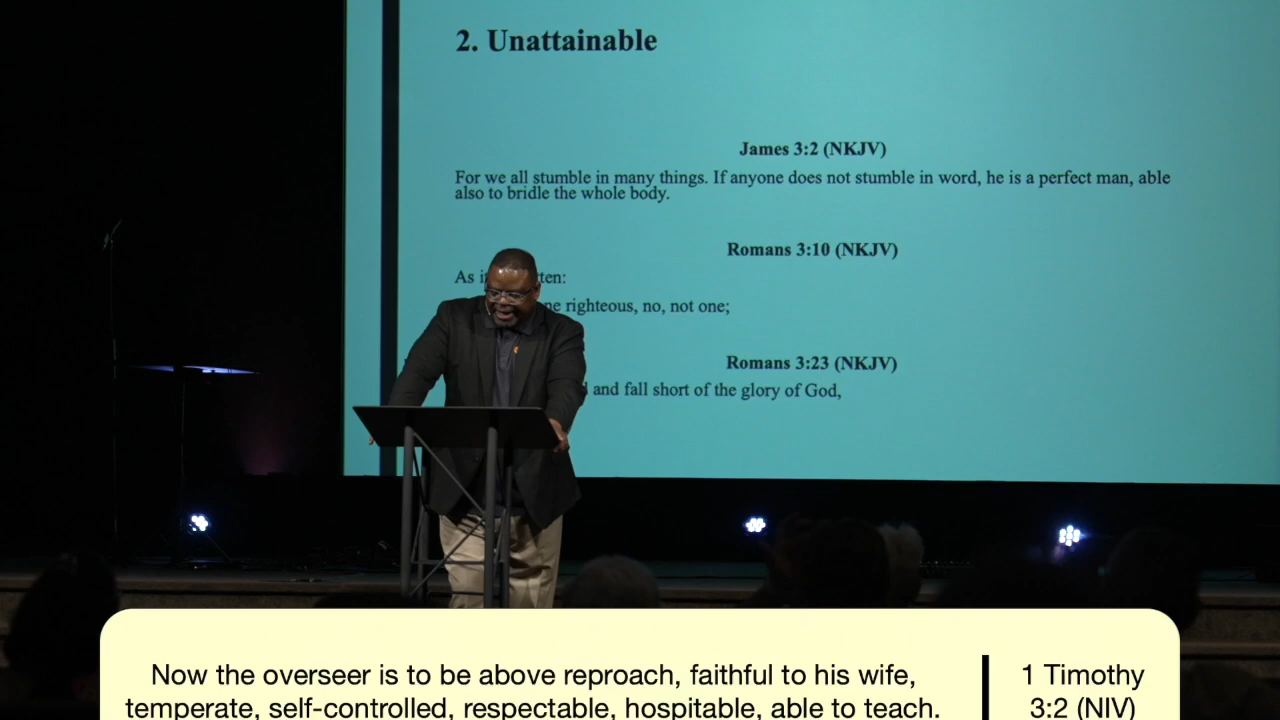 2. Unattainable
James 3:2 (NKJV)
For we all stumble in many things. If anyone does not stumble in word, he is a perfect man, able
also to bridle the whole body.
Romans 3:10 (NKJV)
As ten:
righteous, no, not one;
Romans 3:23 (NKJV)
and fall short of the glory of God,
Now the overseer is to be above reproach, faithful to his wife,
temperate, self-controlled, respectable, hospitable, able to teach.
1 Timothy
3:2 (NIV)